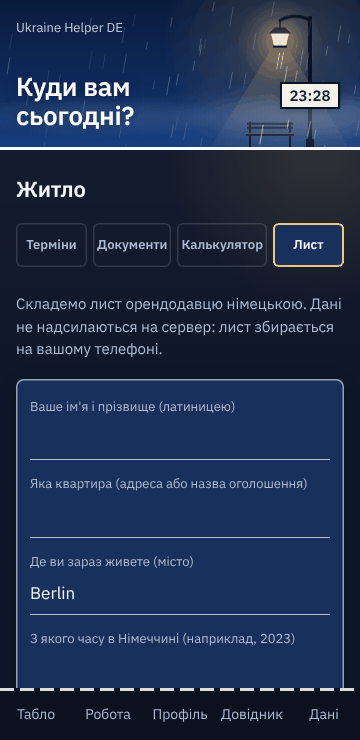 Ukraine Helper DE
Куди вам
сьогодні?
23:28
Житло
Терміни
Документи
Калькулятор
Лист
Складемо лист орендодавцю німецькою. Дані
не надсилаються на сервер: лист збирається
на вашому телефоні.
Ваше ім'я і прізвище (латиницею)
Яка квартира (адреса або назва оголошення)
Де ви зараз живете (місто)
Berlin
З якого часу в Німеччині (наприклад, 2023)
Табло
Робота
Профіль
Довідник
Дані